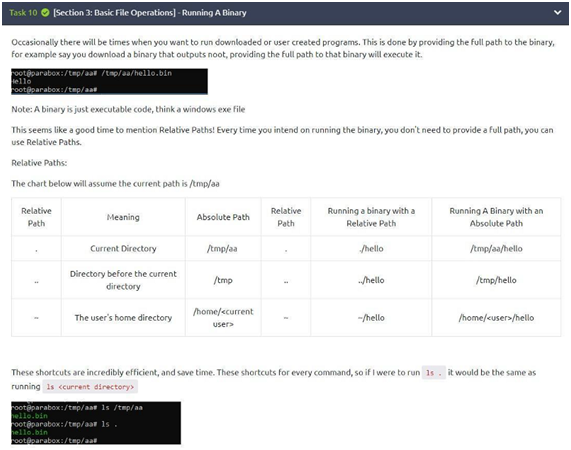 Task 10 [Section 3: Basic File Operations] - Running A Binary
Occasionally there will be times when you want to run downloaded or user created programs. This is done by providing the full path to the binary,
for example say you download a binary that outputs noot, providing the full path to that binary will execute it.
root@parabox:/tmp/aa# /tmp/aa/hello.bin
Hello
root@parabox:/tmp/aa#
Note: A binary is just executable code, think a windows exe file
This seems like a good time to mention Relative Paths! Every time you intend on running the binary, you don't need to provide a full path, you can
use Relative Paths.
Relative Paths:
The chart below will assume the current path is /tmp/aa
Relative Path Meaning Absolute Path Relative Path Running a binary with a Relative Path Running A Binary with an Absolute Path
. Current Directory /tmp/aa . ./hello /tmp/aa/hello
.. Directory before the current directory /tmp .. ../hello /tmp/hello
~ The user's home directory /home/<current user> ~ ~/hello /home/<user>/hello
These shortcuts are incredibly efficient, and save time. These shortcuts for every command, so if I were to run ls . it would be the same as
running ls <current directory>
root@parabox:/tmp/aa# ls /tmp/aa
hello.bin
root@parabox:/tmp/aa# ls .
hello.bin
root@parabox:/tmp/aa#